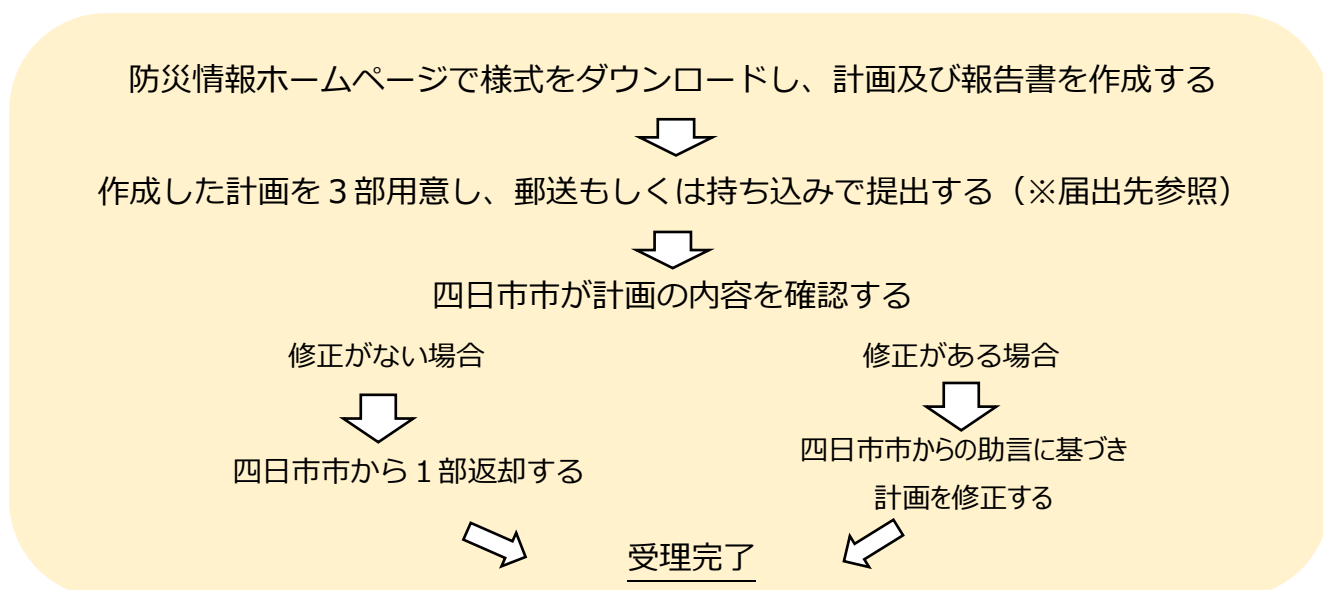 防災情報ホームページで様式をダウンロードし、計画及び報告書を作成する
作成した計画を３部用意し、郵送もしくは持ち込みで提出する（※届出先参照）
四日市市が計画の内容を確認する
修正がない場合
修正がある場合
四日市市から１部返却する
四日市市からの助言に基づき
計画を修正する
受理完了